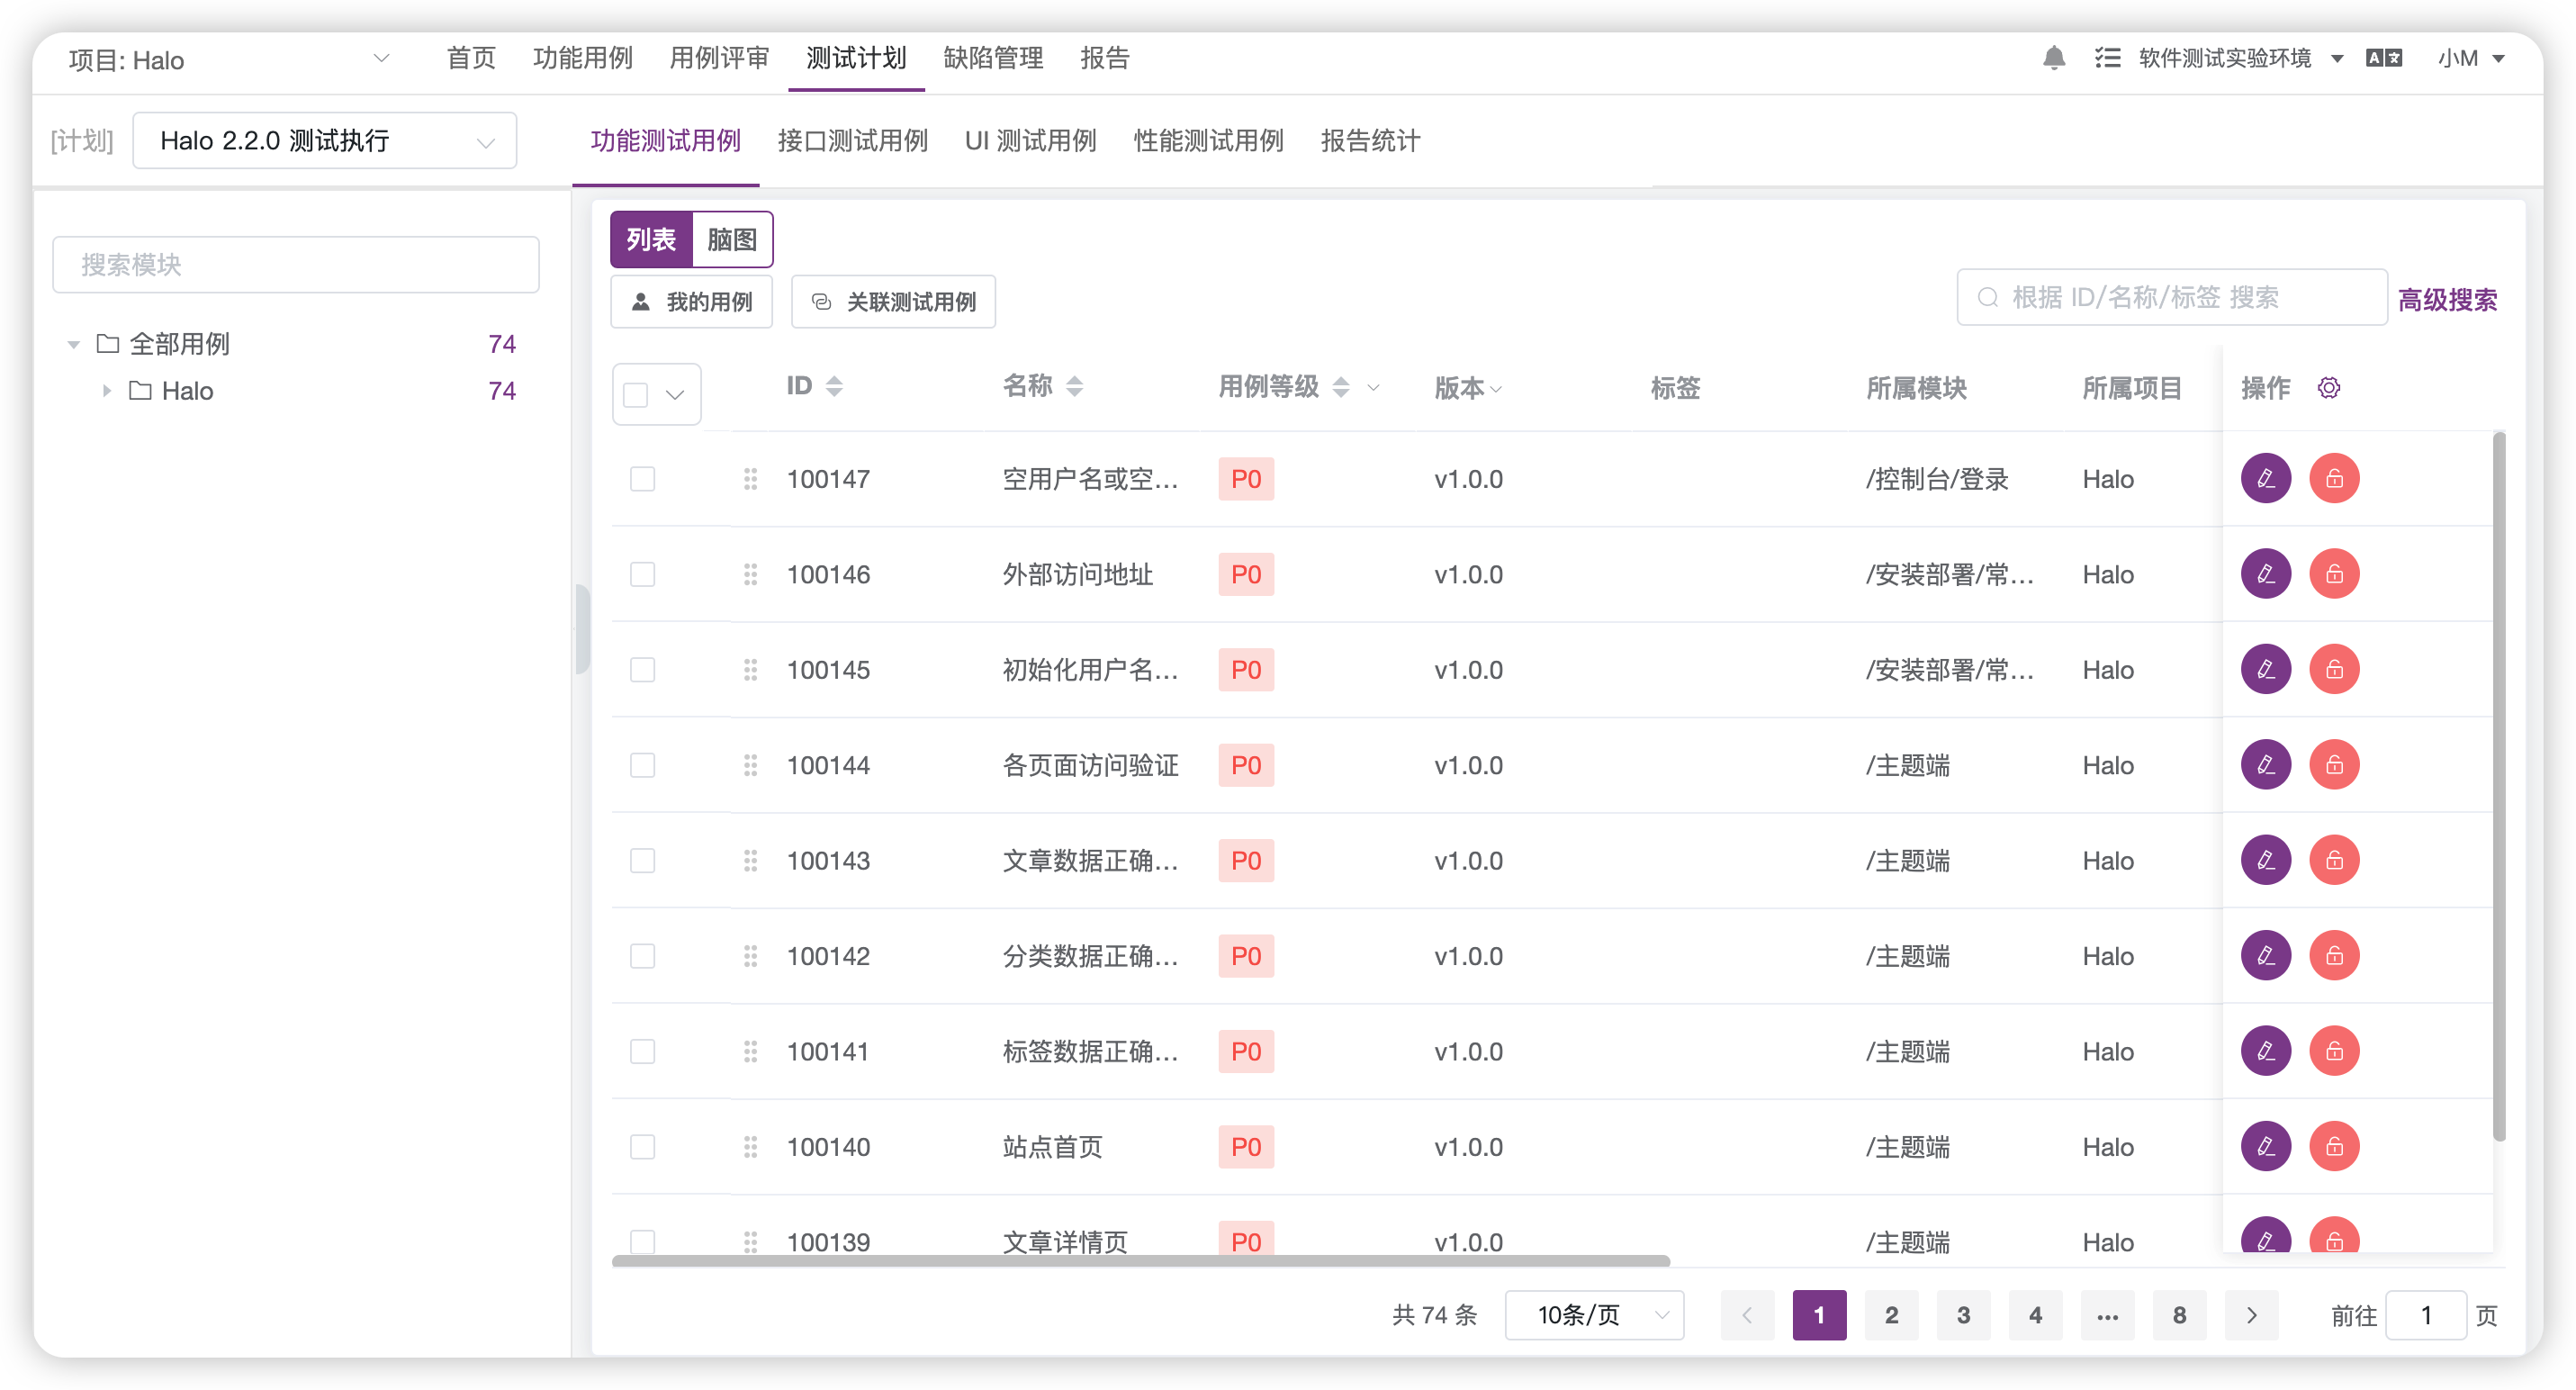 项目: Halo 首页 功能用例 用例评审 测试计划 缺陷管理 报告 软件测试实验环境 小M
[计划] Halo 2.2.0 测试执行 功能测试用例 接口测试用例 UI 测试用例 性能测试用例 报告统计
搜索模块
全部用例 74
Halo 74
列表 脑图
我的用例 关联测试用例 根据 ID/名称/标签 搜索 高级搜索
ID 名称 用例等级 版本 标签 所属模块 所属项目 操作
100147 空用户名或空... P0 v1.0.0 /控制台/登录 Halo
100146 外部访问地址 P0 v1.0.0 /安装部署/常... Halo
100145 初始化用户名... P0 v1.0.0 /安装部署/常... Halo
100144 各页面访问验证 P0 v1.0.0 /主题端 Halo
100143 文章数据正确... P0 v1.0.0 /主题端 Halo
100142 分类数据正确... P0 v1.0.0 /主题端 Halo
100141 标签数据正确... P0 v1.0.0 /主题端 Halo
100140 站点首页 P0 v1.0.0 /主题端 Halo
100139 文章详情页 P0 v1.0.0 /主题端 Halo
共 74 条 10条/页 1 2 3 4 ... 8 前往 1 页